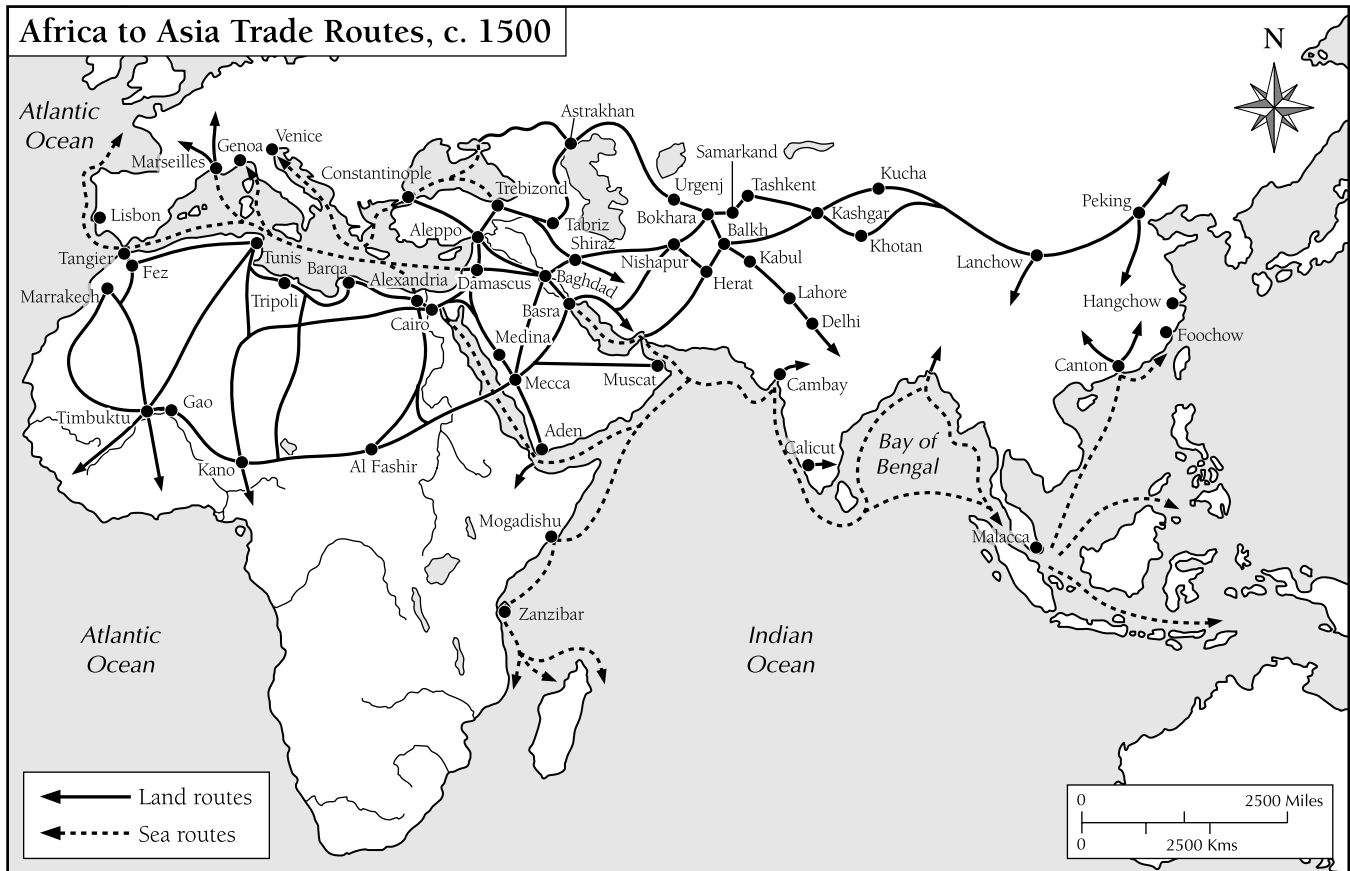 Africa to Asia Trade Routes, c. 1500
N
Atlantic
Ocean
Astrakhan
Venice
Genoa
Marseilles
Constantinople
Samarkand
Kucha
Urgenj
Tashkent
Trebizond
Peking
Lisbon
Bokhara
Kashgar
Tabriz
Aleppo
Balkh
Shiraz
Khotan
Tangier
Tunis
Nishapur
Kabul
Lanchow
Fez
Barqa
Alexandria
Damascus
Baghdad
Herat
Marrakech
Tripoli
Lahore
Hangchow
Basra
Cairo
Delhi
Medina
Foochow
Canton
Mecca
Muscat
Cambay
Gao
Timbuktu
Aden
Calicut
Bay of
Bengal
Kano
Al Fashir
Mogadishu
Malacca
Zanzibar
Atlantic
Ocean
Indian
Ocean
Land routes
Sea routes
0 2500 Miles
0 2500 Kms